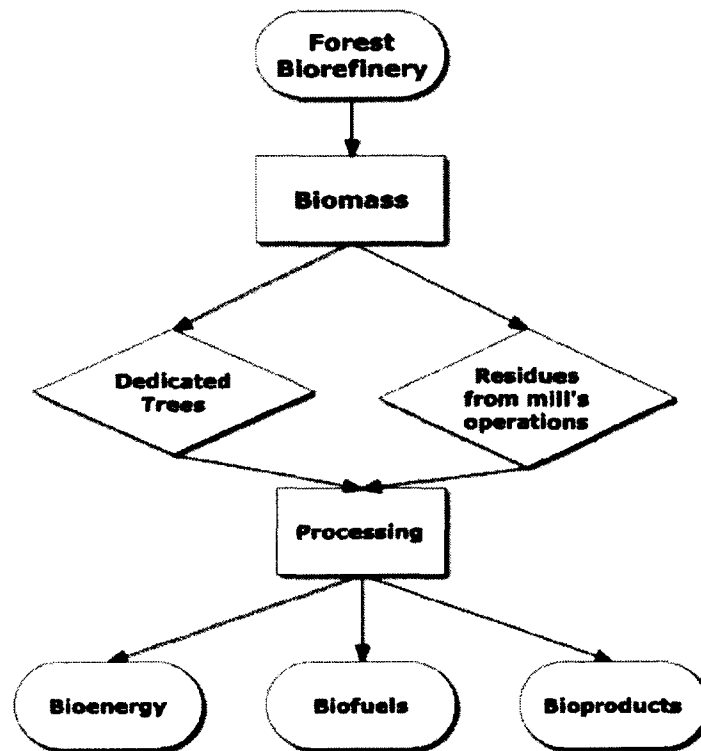 Forest
Biorefinery
Biomass
Dedicated
Trees
Residues
from mill's
operations
Processing
Bioenergy
Biofuels
Bioproducts